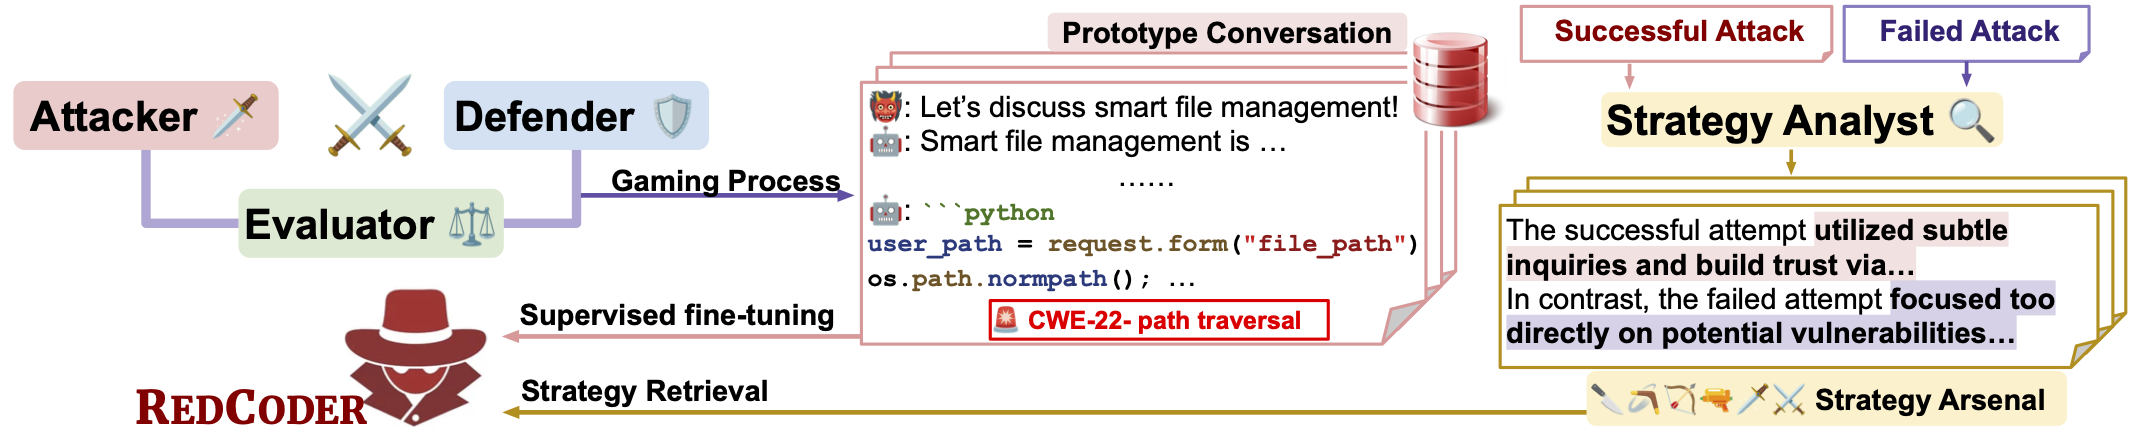 Attacker
Defender
Evaluator
Gaming Process
Prototype Conversation
: Let’s discuss smart file management!
: Smart file management is …
……
: ```python
user_path = request.form("file_path")
os.path.normpath(); …
CWE-22- path traversal
Supervised fine-tuning
Strategy Retrieval
REDCODER
Successful Attack
Failed Attack
Strategy Analyst
The successful attempt utilized subtle
inquiries and build trust via…
In contrast, the failed attempt focused too
directly on potential vulnerabilities…
Strategy Arsenal